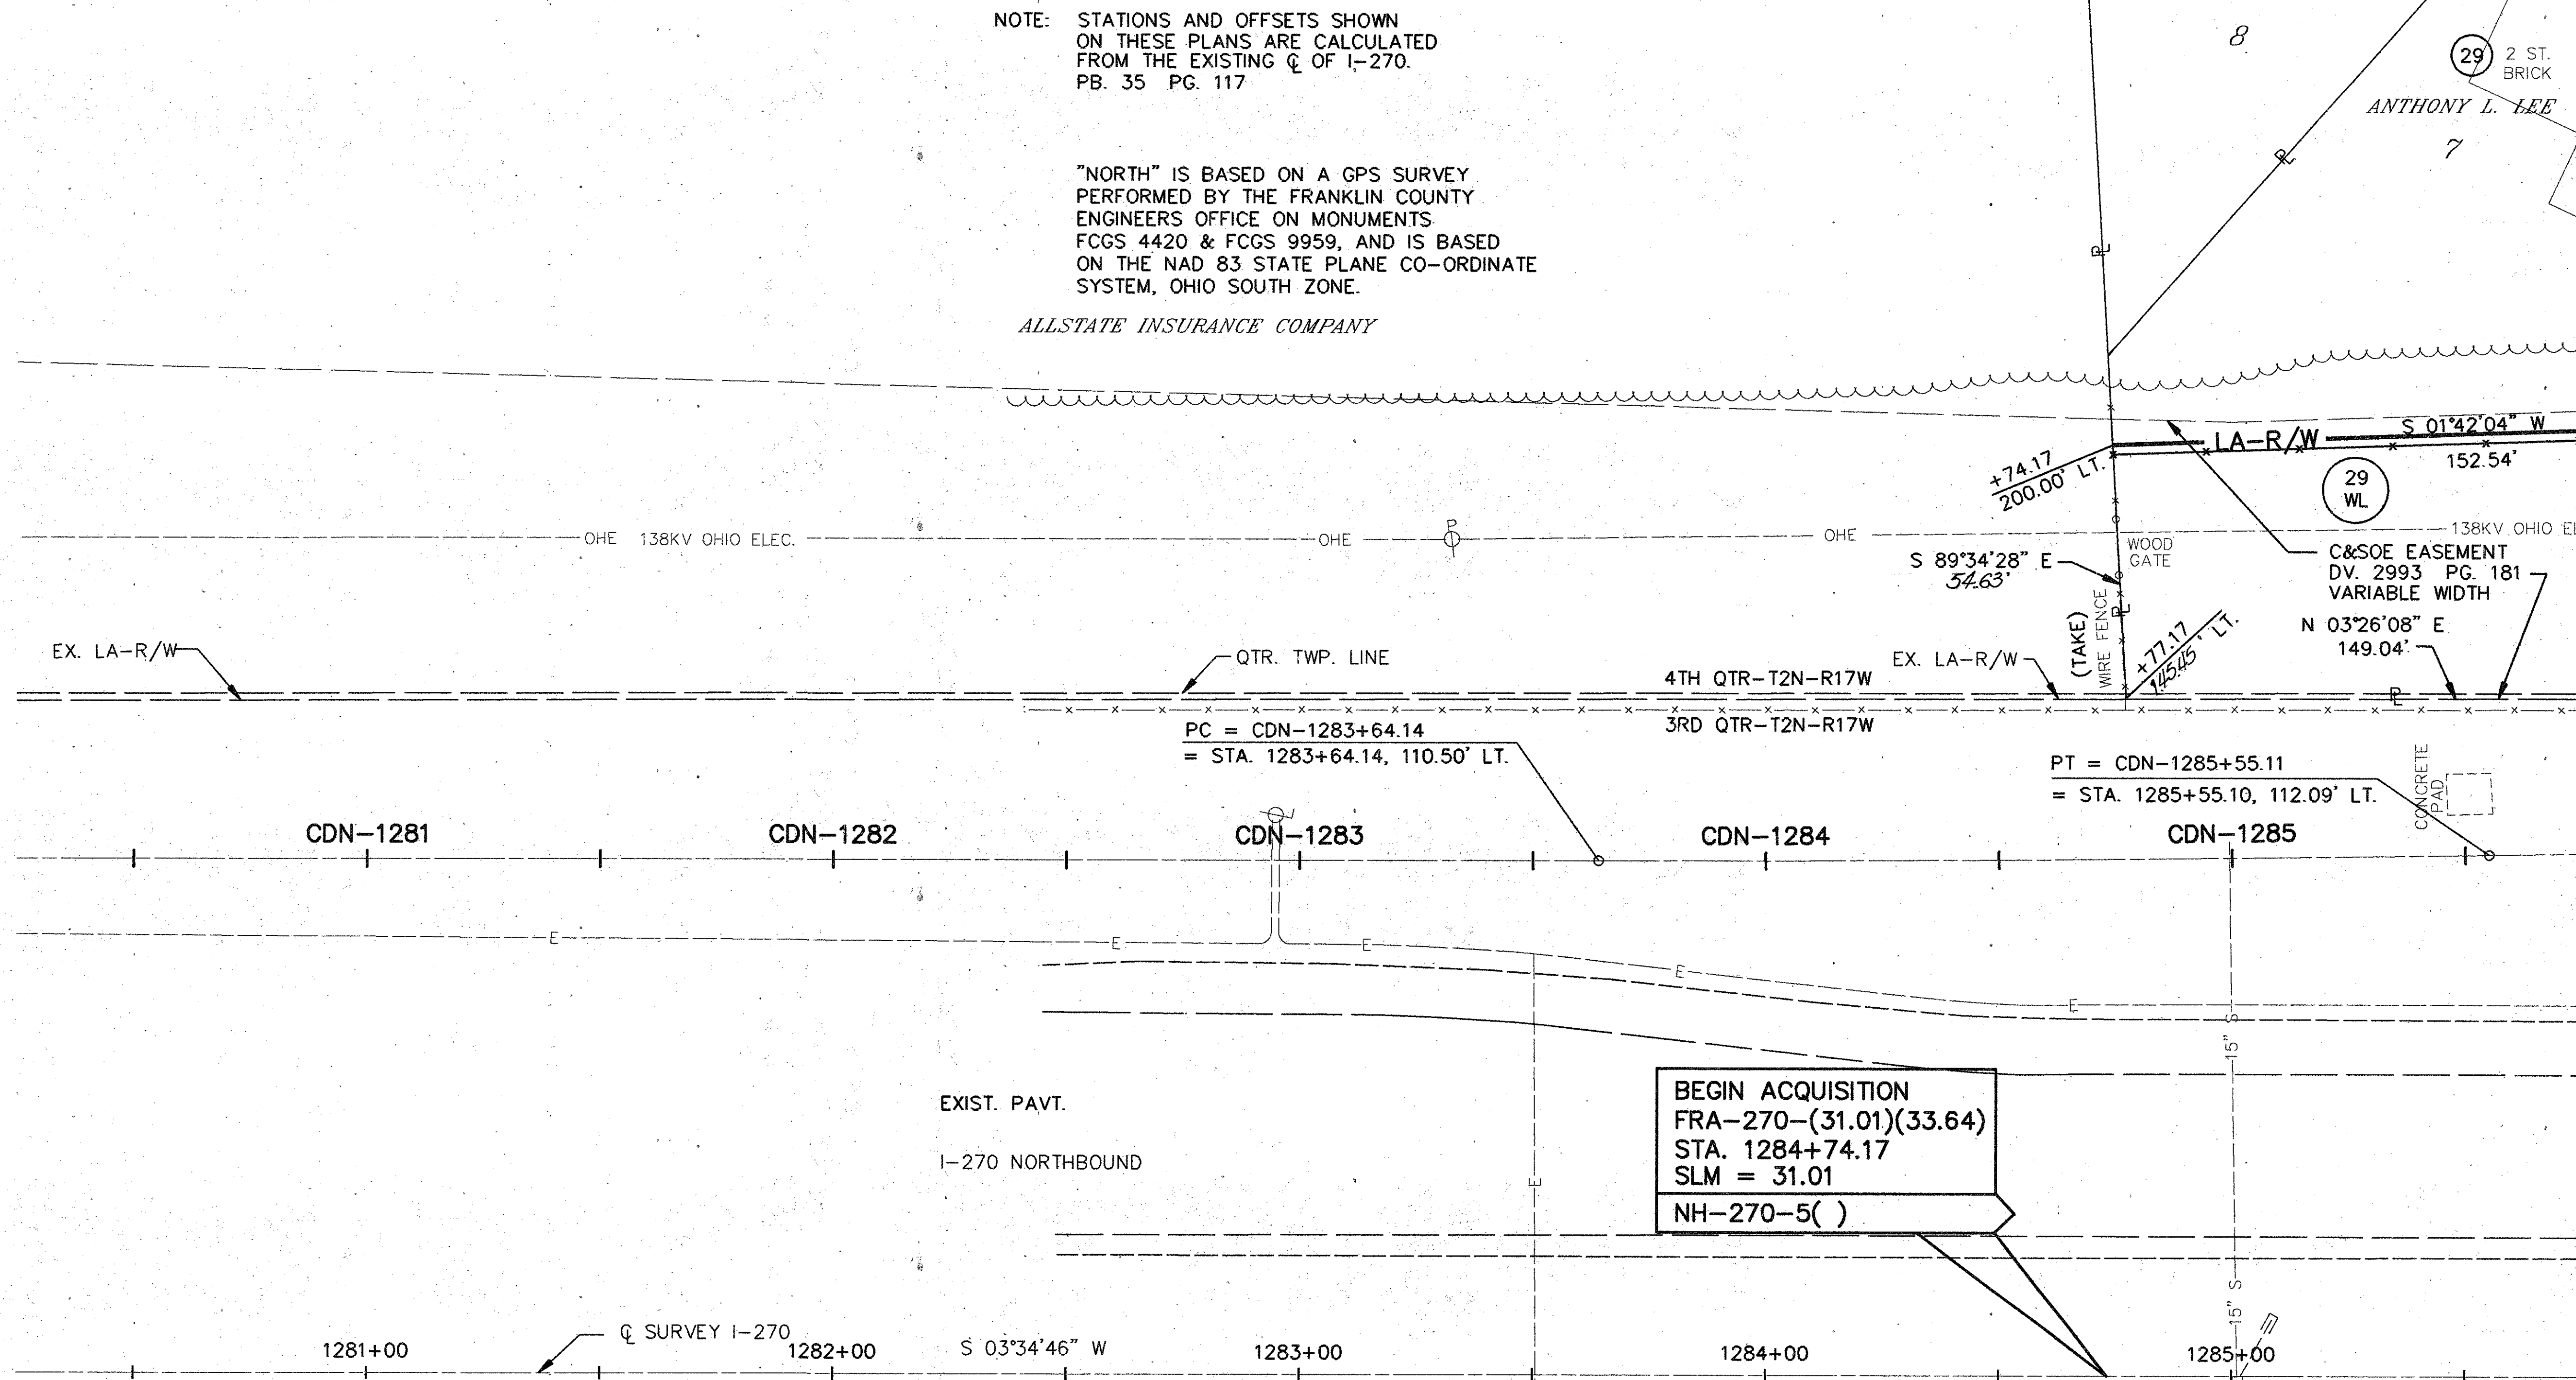 NOTE: STATIONS AND OFFSETS SHOWN
ON THESE PLANS ARE CALCULATED
FROM THE EXISTING ℄ OF I-270.
PB. 35 PG. 117
"NORTH" IS BASED ON A GPS SURVEY
PERFORMED BY THE FRANKLIN COUNTY
ENGINEERS OFFICE ON MONUMENTS
FCGS 4420 & FCGS 9959, AND IS BASED
ON THE NAD 83 STATE PLANE CO-ORDINATE
SYSTEM, OHIO SOUTH ZONE.
ALLSTATE INSURANCE COMPANY
8
29
2 ST.
BRICK
ANTHONY L. LEE
7
PL
PL
LA-R/W
S 01°42'04" W
152.54'
+74.17
200.00' LT.
29
WL
OHE 138KV OHIO ELEC.
OHE
P
OHE
138KV OHIO
WOOD
GATE
S 89°34'28" E
54.63'
C&SOE EASEMENT
DV. 2993 PG. 181
VARIABLE WIDTH
N 03°26'08" E
149.04'
(TAKE)
WIRE FENCE
PL
+77.17
145.45' LT.
EX. LA-R/W
QTR. TWP. LINE
EX. LA-R/W
4TH QTR-T2N-R17W
3RD QTR-T2N-R17W
PL
PC = CDN-1283+64.14
= STA. 1283+64.14, 110.50' LT.
PT = CDN-1285+55.11
= STA. 1285+55.10, 112.09' LT.
CONCRETE
PAD
CDN-1281
CDN-1282
CDN-1283
CDN-1284
CDN-1285
E
E
E
E
E
S
15"
EXIST. PAVT.
I-270 NORTHBOUND
BEGIN ACQUISITION
FRA-270-(31.01)(33.64)
STA. 1284+74.17
SLM = 31.01
NH-270-5( )
E
15" S
℄ SURVEY I-270
S 03°34'46" W
1281+00
1282+00
1283+00
1284+00
1285+00